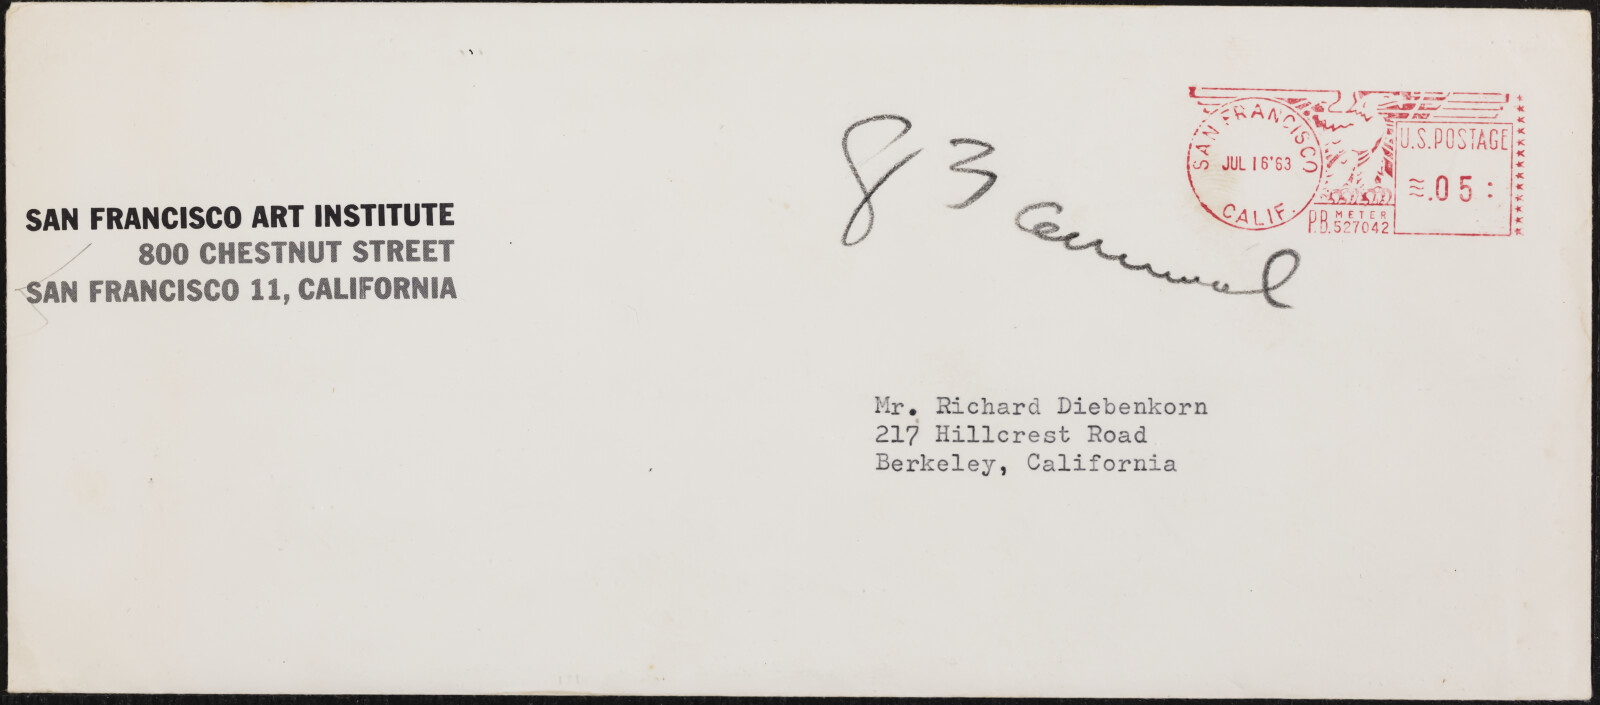 SAN FRANCISCO ART INSTITUTE
800 CHESTNUT STREET
SAN FRANCISCO 11, CALIFORNIA
83
SAN FRANCISCO
JUL 16'63
CALIF.
U.S. POSTAGE
.05
P.B. METER
527042
Mr. Richard Diebenkorn
217 Hillcrest Road
Berkeley, California